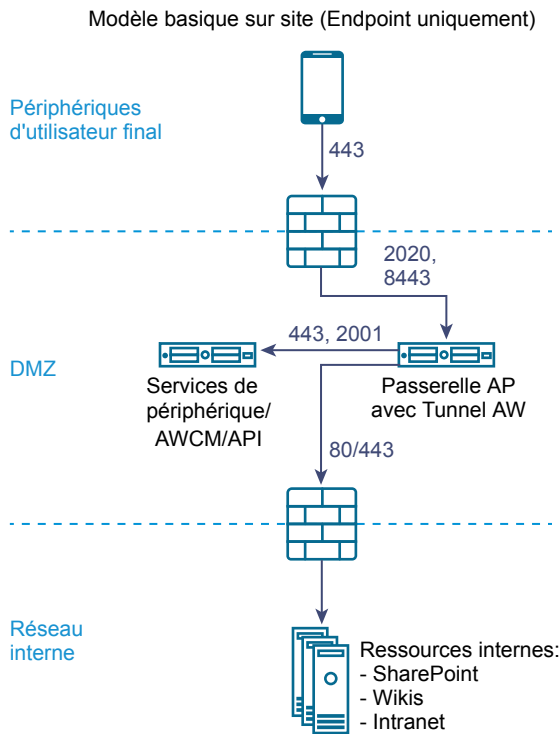 Modèle basique sur site (Endpoint uniquement)
Périphériques
d'utilisateur final
443
2020,
8443
DMZ
443, 2001
Services de
périphérique/
AWCM/API
Passerelle AP
avec Tunnel AW
80/443
Réseau
interne
Ressources internes:
- SharePoint
- Wikis
- Intranet